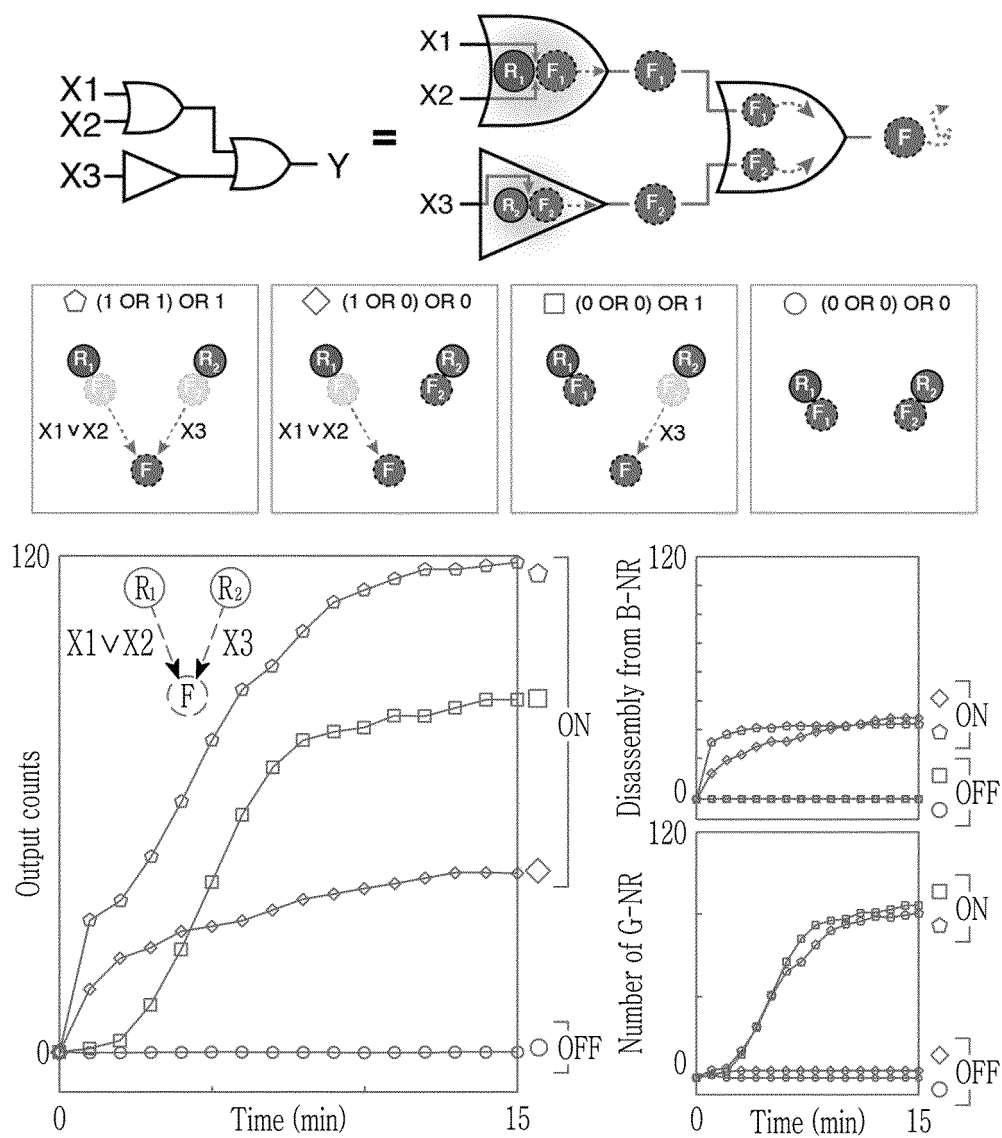 X1
X2
X3
Y
=
X1
X2
R1
F1
F1
F1
X3
R2
F2
F2
F2
F
(1 OR 1) OR 1
R1
F1
R2
F2
X1∨X2
X3
F
(1 OR 0) OR 0
R1
F1
R2
F2
X1∨X2
F
(0 OR 0) OR 1
R1
F1
R2
F2
X3
F
(0 OR 0) OR 0
R1
F1
R2
F2
120
R1
R2
X1∨X2
X3
F
ON
OFF
Output counts
0
0
Time (min)
15
120
Disassembly from B-NR
0
ON
OFF
120
Number of G-NR
0
ON
OFF
0
Time (min)
15